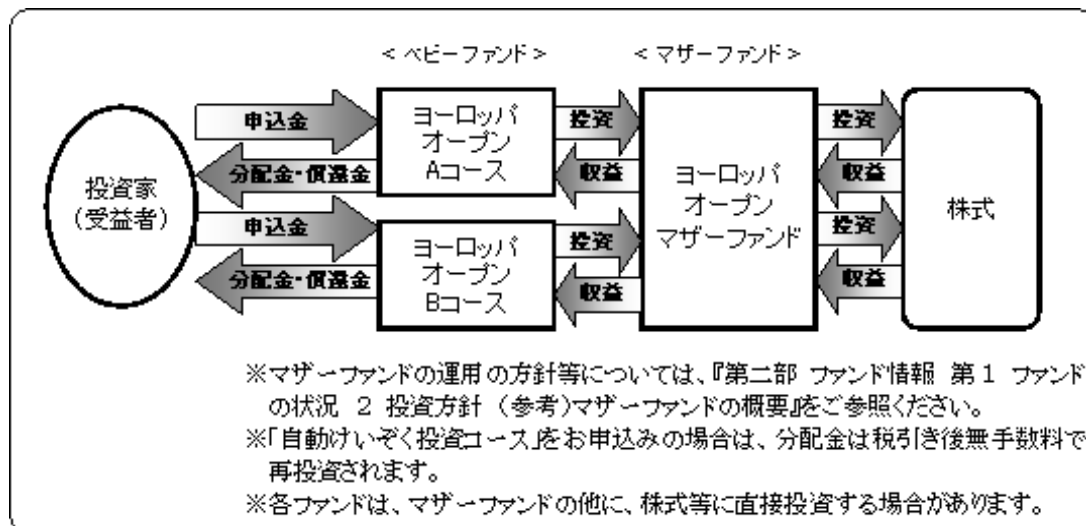 ＜ベビーファンド＞
＜マザーファンド＞
投資家
（受益者）
申込金
分配金・償還金
申込金
分配金・償還金
ヨーロッパ
オープン
Aコース
ヨーロッパ
オープン
Bコース
投資
収益
投資
収益
ヨーロッパ
オープン
マザーファンド
投資
収益
投資
収益
株式
※マザーファンドの運用の方針等については、『第二部 ファンド情報 第１ ファンド
の状況 ２ 投資方針 （参考）マザーファンドの概要』をご参照ください。
※「自動けいぞく投資コース」をお申込みの場合は、分配金は税引き後無手数料で
再投資されます。
※各ファンドは、マザーファンドの他に、株式等に直接投資する場合があります。